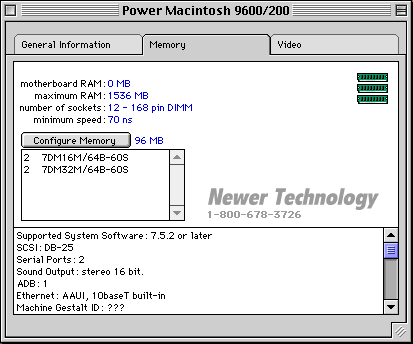 Power Macintosh 9600/200
General Information Memory Video
motherboard RAM: 0 MB
maximum RAM: 1536 MB
number of sockets: 12 - 168 pin DIMM
minimum speed: 70 ns
Configure Memory 96 MB
2 7DM16M/64B-60S
2 7DM32M/64B-60S
Newer Technology
1-800-678-3726
Supported System Software: 7.5.2 or later
SCSI: DB-25
Serial Ports: 2
Sound Output: stereo 16 bit.
ADB: 1
Ethernet: AAUI, 10baseT built-in
Machine Gestalt ID: ???